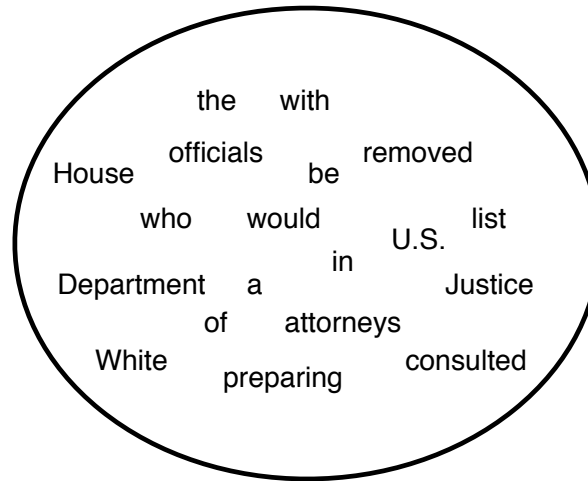 the with
officials removed
House be
who would list
U.S.
in
Department a Justice
of attorneys
White consulted
preparing